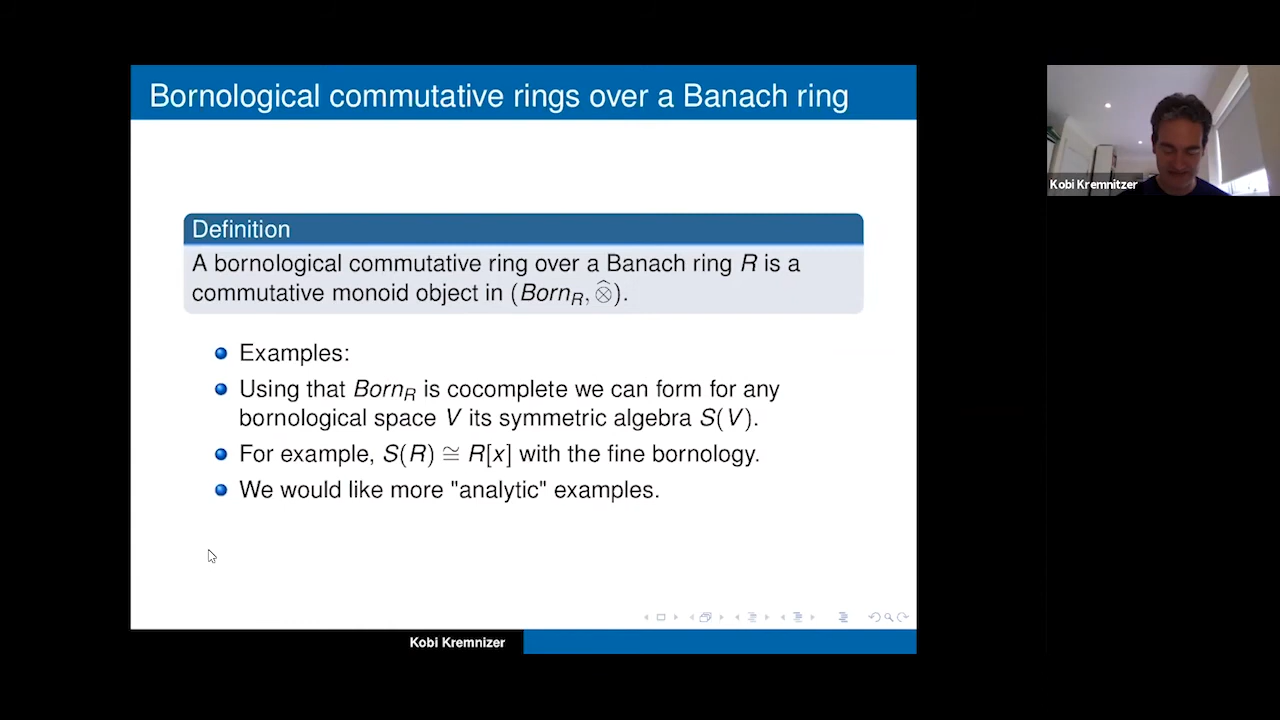 Bornological commutative rings over a Banach ring
Kobi Kremnitzer
Definition
A bornological commutative ring over a Banach ring R is a
commutative monoid object in (Born_R, ⊗̂).
Examples:
Using that Born_R is cocomplete we can form for any
bornological space V its symmetric algebra S(V).
For example, S(R) ≅ R[x] with the fine bornology.
We would like more "analytic" examples.
Kobi Kremnizer